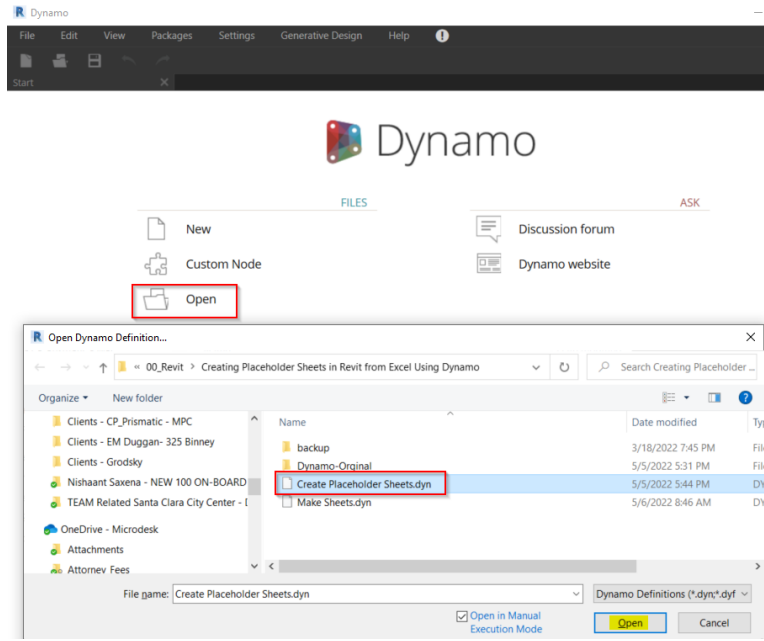 R Dynamo
File Edit View Packages Settings Generative Design Help
Start
Dynamo
FILES ASK
New Discussion forum
Custom Node Dynamo website
Open
R Open Dynamo Definition...
« 00_Revit > Creating Placeholder Sheets in Revit from Excel Using Dynamo Search Creating Placeholder ...
Organize New folder
Name Date modified
Clients - CP_Prismatic - MPC
Clients - EM Duggan- 325 Binney backup 3/18/2022 7:45 PM
Clients - Grodsky Dynamo-Orginal 5/5/2022 5:31 PM
Nishaant Saxena - NEW 100 ON-BOARD Create Placeholder Sheets.dyn 5/5/2022 5:44 PM
TEAM Related Santa Clara City Center - Make Sheets.dyn 5/6/2022 8:46 AM
OneDrive - Microdesk
Attachments
Attorney Fees
File name: Create Placeholder Sheets.dyn Dynamo Definitions (*.dyn;*.dyf
Open in Manual
Execution Mode
Open Cancel